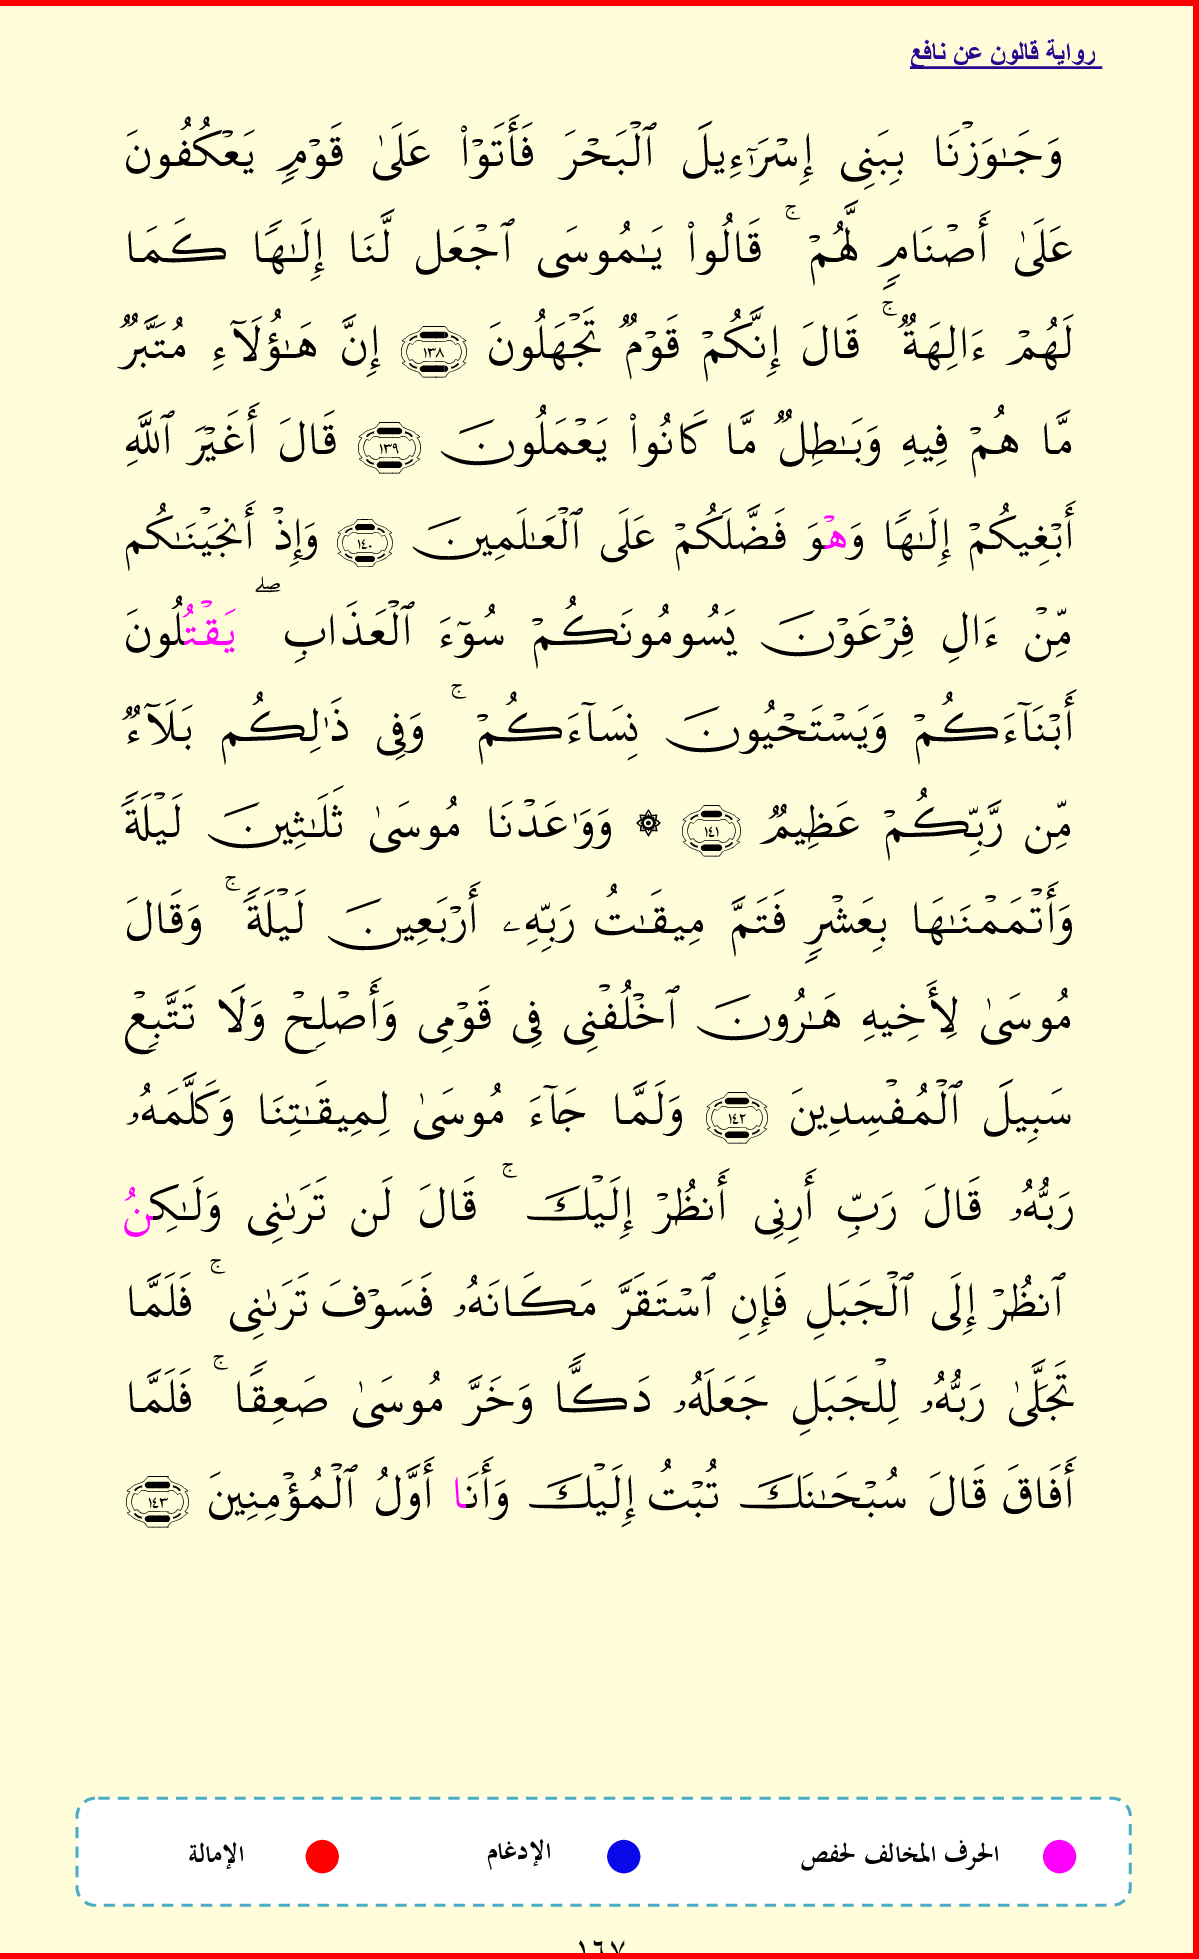 رواية قالون عن نافع
وَجَٰوَزْنَا بِبَنِي إِسْرَٰٓءِيلَ ٱلْبَحْرَ فَأَتَوْا۟ عَلَىٰ قَوْمٍ يَعْكُفُونَ
عَلَىٰ أَصْنَامٍ لَّهُمْ ۚ قَالُوا۟ يَٰمُوسَى ٱجْعَل لَّنَا إِلَٰهًا كَمَا
لَهُمْ ءَالِهَةٌ ۚ قَالَ إِنَّكُمْ قَوْمٌ تَجْهَلُونَ ١٣٨ إِنَّ هَٰؤُلَآءِ مُتَبَّرٌ
مَّا هُمْ فِيهِ وَبَٰطِلٌ مَّا كَانُوا۟ يَعْمَلُونَ ١٣٩ قَالَ أَغَيْرَ ٱللَّهِ
أَبْغِيكُمْ إِلَٰهًا وَهْوَ فَضَّلَكُمْ عَلَى ٱلْعَٰلَمِينَ ١٤٠ وَإِذْ أَنجَيْنَٰكُم
مِّنْ ءَالِ فِرْعَوْنَ يَسُومُونَكُمْ سُوٓءَ ٱلْعَذَابِ ۖ يَقْتُلُونَ
أَبْنَآءَكُمْ وَيَسْتَحْيُونَ نِسَآءَكُمْ ۚ وَفِي ذَٰلِكُم بَلَآءٌ
مِّن رَّبِّكُمْ عَظِيمٌ ١٤١ ۞ وَوَٰعَدْنَا مُوسَىٰ ثَلَٰثِينَ لَيْلَةً
وَأَتْمَمْنَٰهَا بِعَشْرٍ فَتَمَّ مِيقَٰتُ رَبِّهِۦ أَرْبَعِينَ لَيْلَةً ۚ وَقَالَ
مُوسَىٰ لِأَخِيهِ هَٰرُونَ ٱخْلُفْنِي فِي قَوْمِي وَأَصْلِحْ وَلَا تَتَّبِعْ
سَبِيلَ ٱلْمُفْسِدِينَ ١٤٢ وَلَمَّا جَآءَ مُوسَىٰ لِمِيقَٰتِنَا وَكَلَّمَهُۥ
رَبُّهُۥ قَالَ رَبِّ أَرِنِي أَنظُرْ إِلَيْكَ ۚ قَالَ لَن تَرَىٰنِي وَلَٰكِنُ
ٱنظُرْ إِلَى ٱلْجَبَلِ فَإِنِ ٱسْتَقَرَّ مَكَانَهُۥ فَسَوْفَ تَرَىٰنِي ۚ فَلَمَّا
تَجَلَّىٰ رَبُّهُۥ لِلْجَبَلِ جَعَلَهُۥ دَكًّا وَخَرَّ مُوسَىٰ صَعِقًا ۚ فَلَمَّا
أَفَاقَ قَالَ سُبْحَٰنَكَ تُبْتُ إِلَيْكَ وَأَنَا أَوَّلُ ٱلْمُؤْمِنِينَ ١٤٣
الحرف المخالف لحفص الإدغام الإمالة
١٦٧